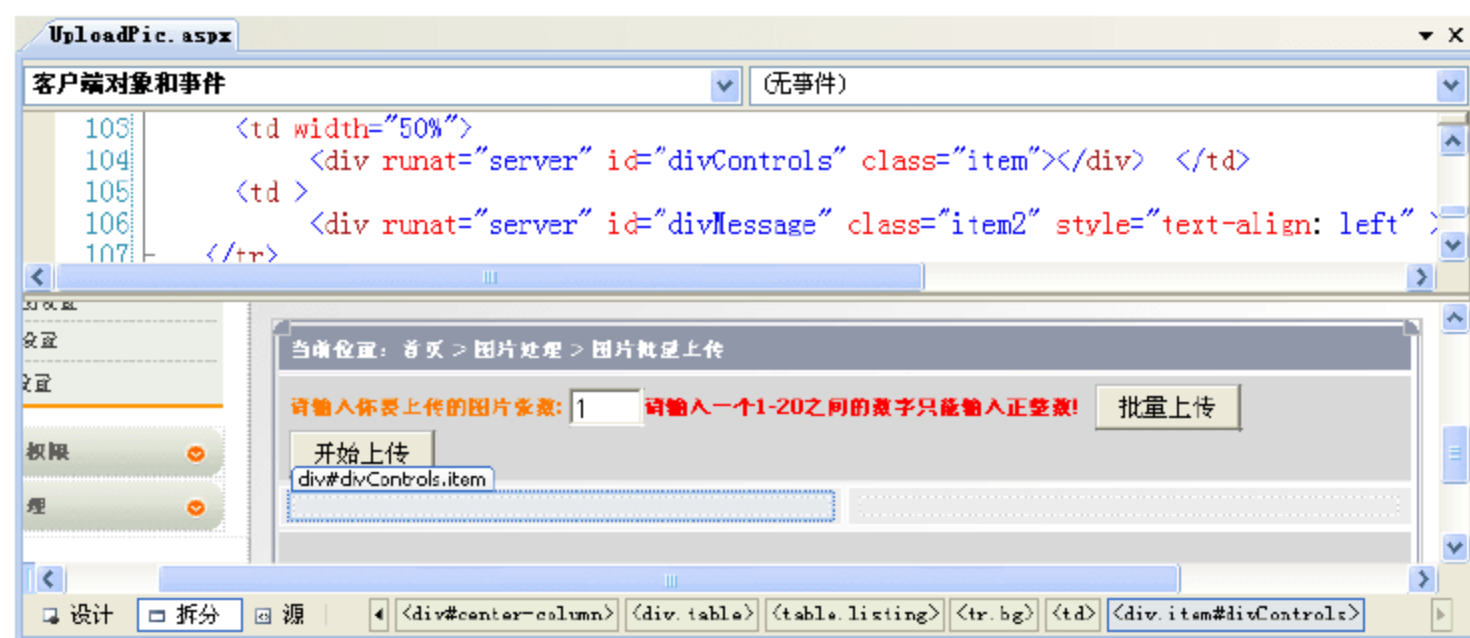 UploadPic.aspx
客户端对象和事件 (无事件)
103 <td width="50%">
104 <div runat="server" id="divControls" class="item"></div> </td>
105 <td >
106 <div runat="server" id="divMessage" class="item2" style="text-align: left" >
107 </tr>
设置
当前位置：首页 > 图片处理 > 图片批量上传
设置
请输入你要上传的图片张数: 1 请输入一个1-20之间的数字只能输入正整数! 批量上传
权限
开始上传
div#divControls.item
理
设计 拆分 源 <div#center-column> <div.table> <table.listing> <tr.bg> <td> <div.item#divControls>